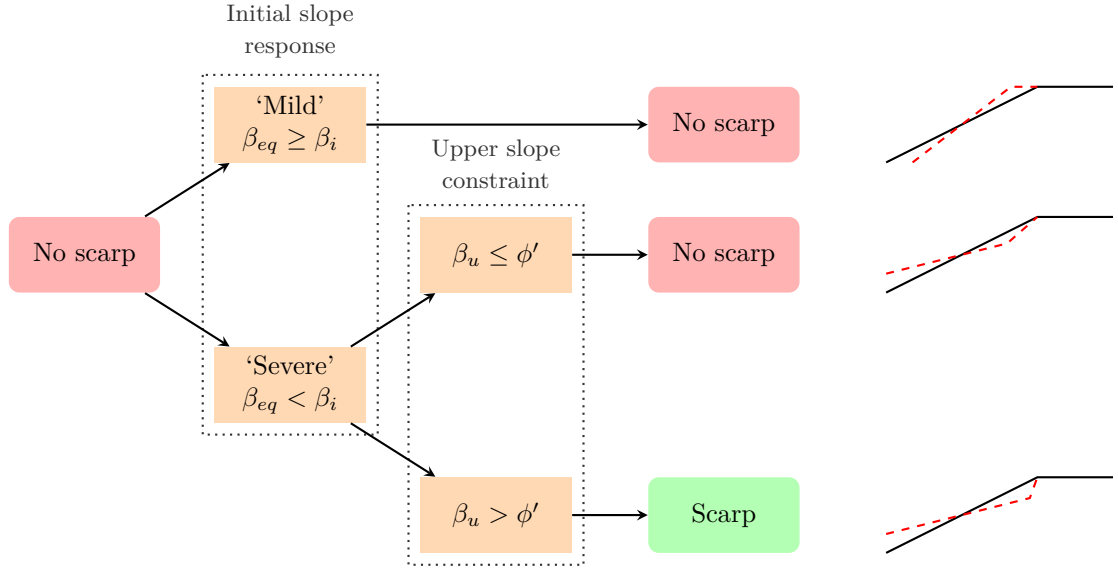 Initial slope
response
‘Mild’
β_eq ≥ β_i
No scarp
Upper slope
constraint
No scarp
β_u ≤ ϕ′
No scarp
‘Severe’
β_eq < β_i
β_u > ϕ′
Scarp